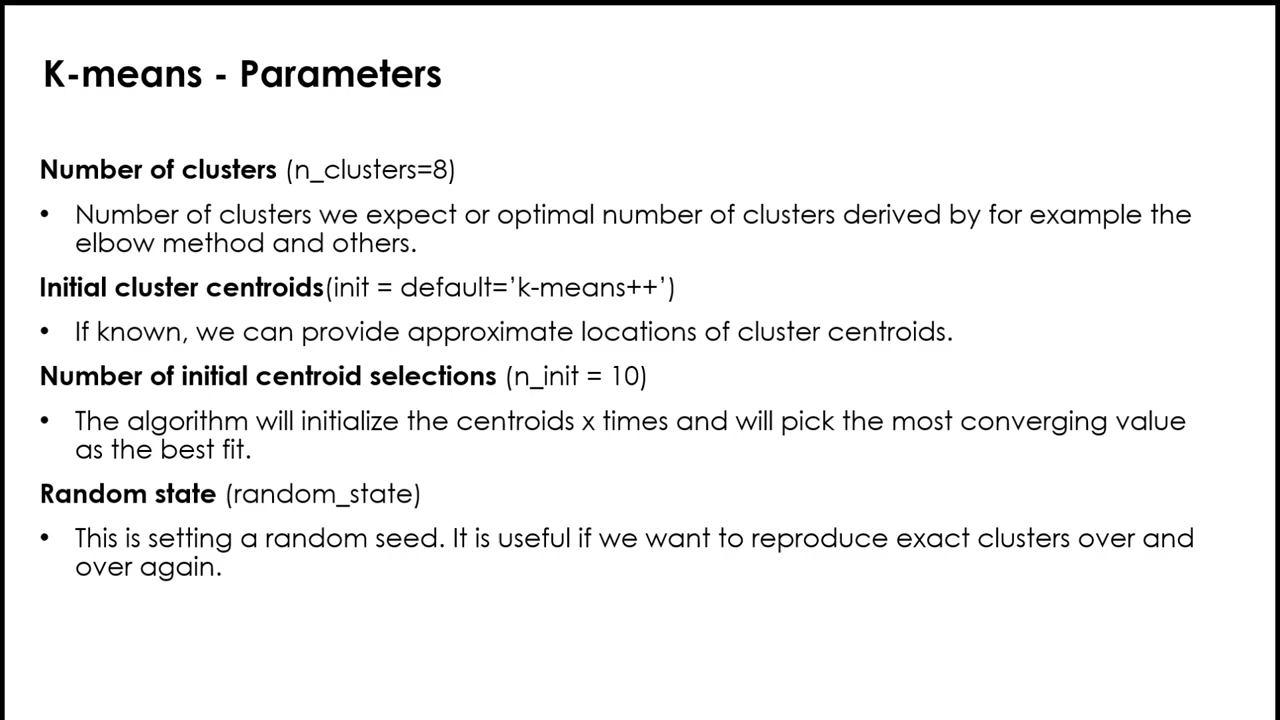 K-means - Parameters
Number of clusters (n_clusters=8)
• Number of clusters we expect or optimal number of clusters derived by for example the
elbow method and others.
Initial cluster centroids(init = default=’k-means++’)
• If known, we can provide approximate locations of cluster centroids.
Number of initial centroid selections (n_init = 10)
• The algorithm will initialize the centroids x times and will pick the most converging value
as the best fit.
Random state (random_state)
• This is setting a random seed. It is useful if we want to reproduce exact clusters over and
over again.